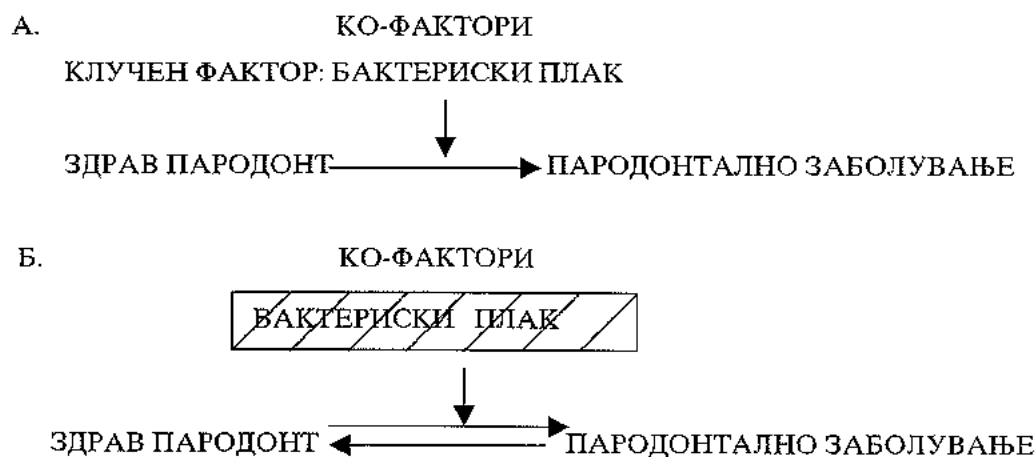 А. КО-ФАКТОРИ
КЛУЧЕН ФАКТОР: БАКТЕРИСКИ ПЛАК
ЗДРАВ ПАРОДОНТ ПАРОДОНТАЛНО ЗАБОЛУВАЊЕ
Б. КО-ФАКТОРИ
БАКТЕРИСКИ ПЛАК
ЗДРАВ ПАРОДОНТ ПАРОДОНТАЛНО ЗАБОЛУВАЊЕ